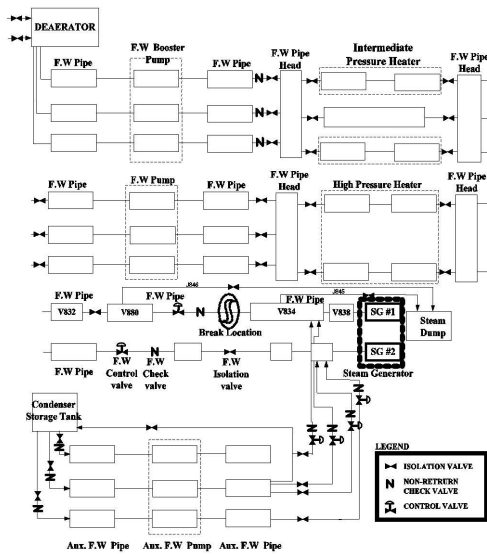 DEAERATOR
F.W Pipe
F.W Booster
Pump
F.W Pipe
F.W Pipe
Head
Intermediate
Pressure Heater
F.W Pipe
Head
N
N
N
F.W Pipe
F.W Pump
F.W Pipe
F.W Pipe
Head
High Pressure Heater
F.W Pipe
Head
J846
J845
F.W Pipe
F.W Pipe
F.W Pipe
V832
V880
N
V834
V838
SG #1
Break Location
Steam
Dump
SG #2
N
F.W Pipe
F.W
Control
valve
F.W
Check
valve
F.W
Isolation
valve
Steam Generator
Condenser
Storage Tank
N
N
N
N
N
N
N
LEGEND
ISOLATION VALVE
N
NON-RETRURN
CHECK VALVE
CONTROL VALVE
Aux. F.W Pipe
Aux. F.W Pump
Aux. F.W Pipe